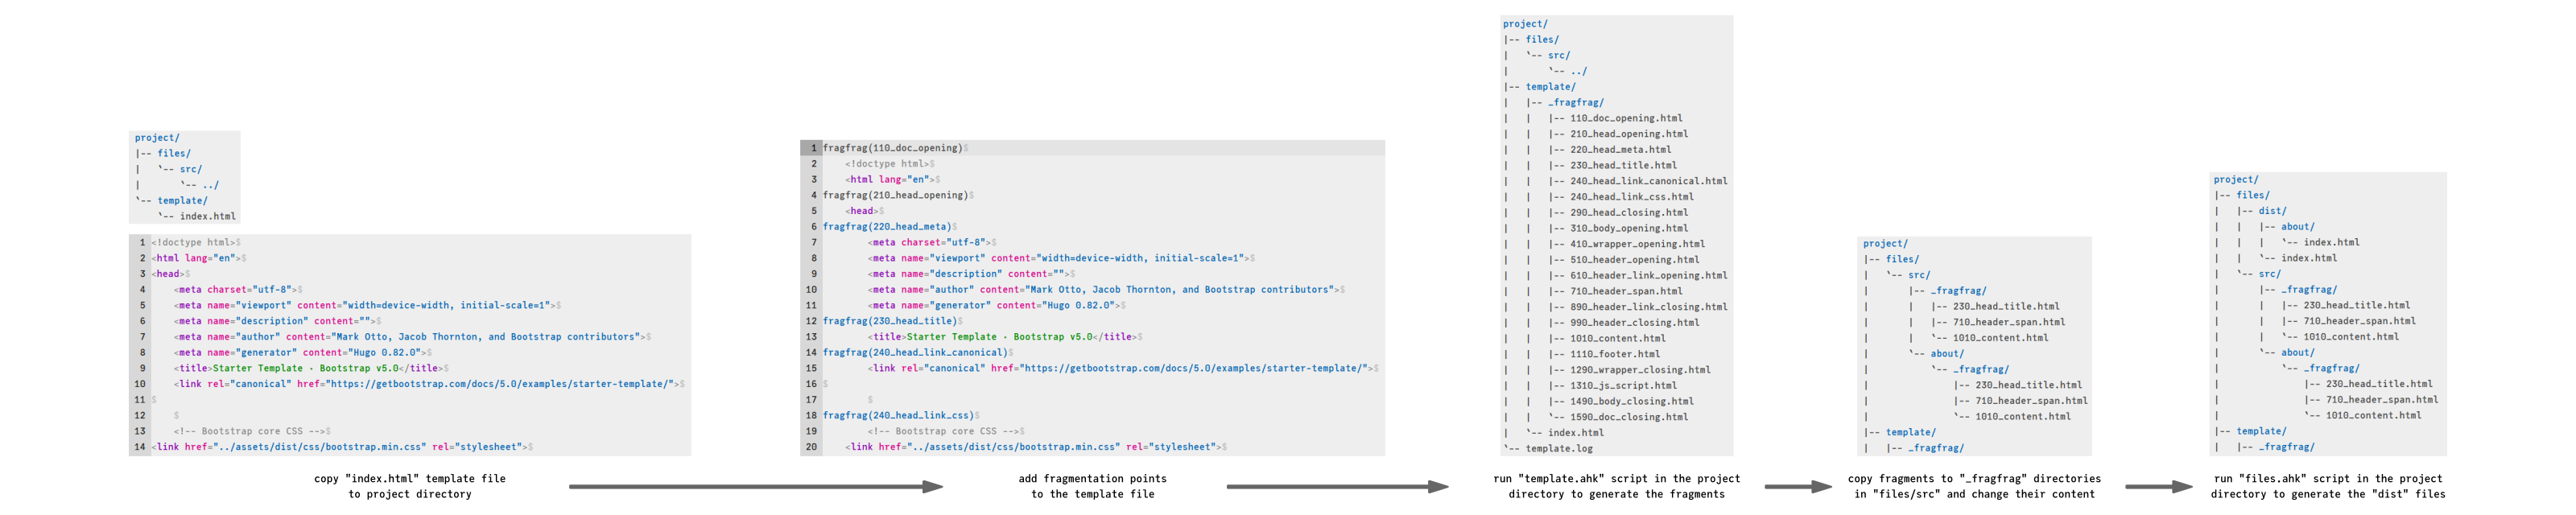 project/
|-- files/
|   `-- src/
|       `-- ../
`-- template/
    `-- index.html
1 <!doctype html>$
2 <html lang="en">$
3 <head>$
4     <meta charset="utf-8">$
5     <meta name="viewport" content="width=device-width, initial-scale=1">$
6     <meta name="description" content="">$
7     <meta name="author" content="Mark Otto, Jacob Thornton, and Bootstrap contributors">$
8     <meta name="generator" content="Hugo 0.82.0">$
9     <title>Starter Template · Bootstrap v5.0</title>$
10     <link rel="canonical" href="https://getbootstrap.com/docs/5.0/examples/starter-template/">$
11 $
12     $
13     <!-- Bootstrap core CSS -->$
14 <link href="../assets/dist/css/bootstrap.min.css" rel="stylesheet">$
copy "index.html" template file
to project directory
1 fragfrag(110_doc_opening)$
2     <!doctype html>$
3     <html lang="en">$
4 fragfrag(210_head_opening)$
5     <head>$
6 fragfrag(220_head_meta)$
7         <meta charset="utf-8">$
8         <meta name="viewport" content="width=device-width, initial-scale=1">$
9         <meta name="description" content="">$
10         <meta name="author" content="Mark Otto, Jacob Thornton, and Bootstrap contributors">$
11         <meta name="generator" content="Hugo 0.82.0">$
12 fragfrag(230_head_title)$
13         <title>Starter Template · Bootstrap v5.0</title>$
14 fragfrag(240_head_link_canonical)$
15         <link rel="canonical" href="https://getbootstrap.com/docs/5.0/examples/starter-template/">$
16 $
17         $
18 fragfrag(240_head_link_css)$
19         <!-- Bootstrap core CSS -->$
20     <link href="../assets/dist/css/bootstrap.min.css" rel="stylesheet">$
add fragmentation points
to the template file
project/
|-- files/
|   `-- src/
|       `-- ../
|-- template/
|   |-- _fragfrag/
|   |   |-- 110_doc_opening.html
|   |   |-- 210_head_opening.html
|   |   |-- 220_head_meta.html
|   |   |-- 230_head_title.html
|   |   |-- 240_head_link_canonical.html
|   |   |-- 240_head_link_css.html
|   |   |-- 290_head_closing.html
|   |   |-- 310_body_opening.html
|   |   |-- 410_wrapper_opening.html
|   |   |-- 510_header_opening.html
|   |   |-- 610_header_link_opening.html
|   |   |-- 710_header_span.html
|   |   |-- 890_header_link_closing.html
|   |   |-- 990_header_closing.html
|   |   |-- 1010_content.html
|   |   |-- 1110_footer.html
|   |   |-- 1290_wrapper_closing.html
|   |   |-- 1310_js_script.html
|   |   |-- 1490_body_closing.html
|   |   `-- 1590_doc_closing.html
|   `-- index.html
`-- template.log
run "template.ahk" script in the project
directory to generate the fragments
project/
|-- files/
|   `-- src/
|       |-- _fragfrag/
|       |   |-- 230_head_title.html
|       |   |-- 710_header_span.html
|       |   `-- 1010_content.html
|       `-- about/
|           `-- _fragfrag/
|               |-- 230_head_title.html
|               |-- 710_header_span.html
|               `-- 1010_content.html
|-- template/
|   |-- _fragfrag/
copy fragments to "_fragfrag" directories
in "files/src" and change their content
project/
|-- files/
|   |-- dist/
|   |   |-- about/
|   |   |   `-- index.html
|   |   `-- index.html
|   `-- src/
|       |-- _fragfrag/
|       |   |-- 230_head_title.html
|       |   |-- 710_header_span.html
|       |   `-- 1010_content.html
|       `-- about/
|           `-- _fragfrag/
|               |-- 230_head_title.html
|               |-- 710_header_span.html
|               `-- 1010_content.html
|-- template/
|   |-- _fragfrag/
run "files.ahk" script in the project
directory to generate the "dist" files